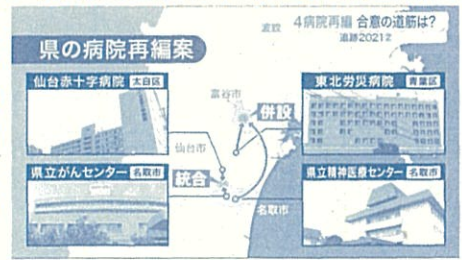 波紋 4病院再編 合意の道筋は?
追跡2021②
県の病院再編案
仙台赤十字病院 太白区
東北労災病院 青葉区
富谷市
併設
仙台市
県立がんセンター 名取市
統合
名取市
県立精神医療センター 名取市